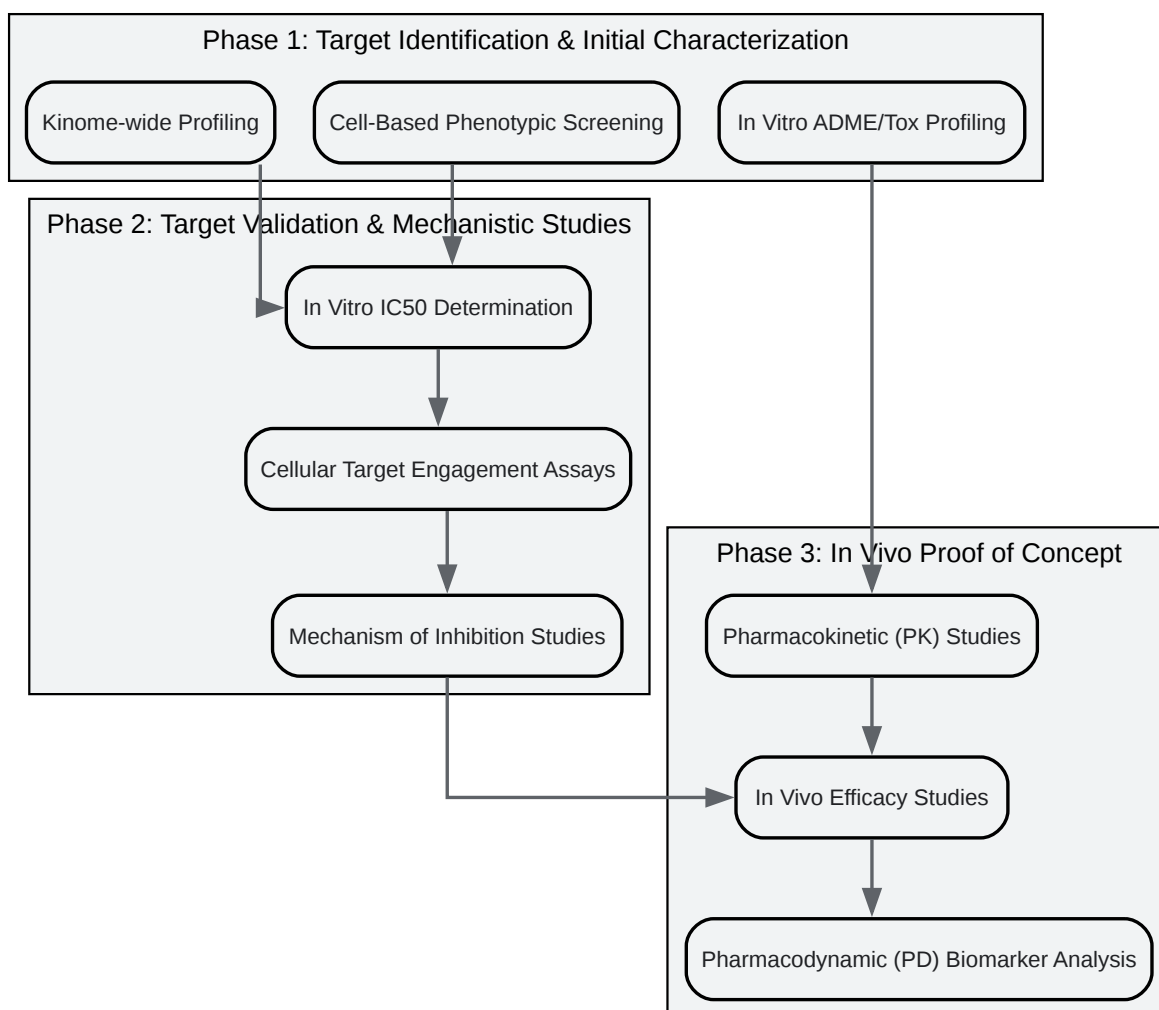 Phase 1: Target Identification & Initial Characterization
Kinome-wide Profiling
Cell-Based Phenotypic Screening
In Vitro ADME/Tox Profiling
Phase 2: Target Validation & Mechanistic Studies
In Vitro IC50 Determination
Cellular Target Engagement Assays
Mechanism of Inhibition Studies
Phase 3: In Vivo Proof of Concept
Pharmacokinetic (PK) Studies
In Vivo Efficacy Studies
Pharmacodynamic (PD) Biomarker Analysis